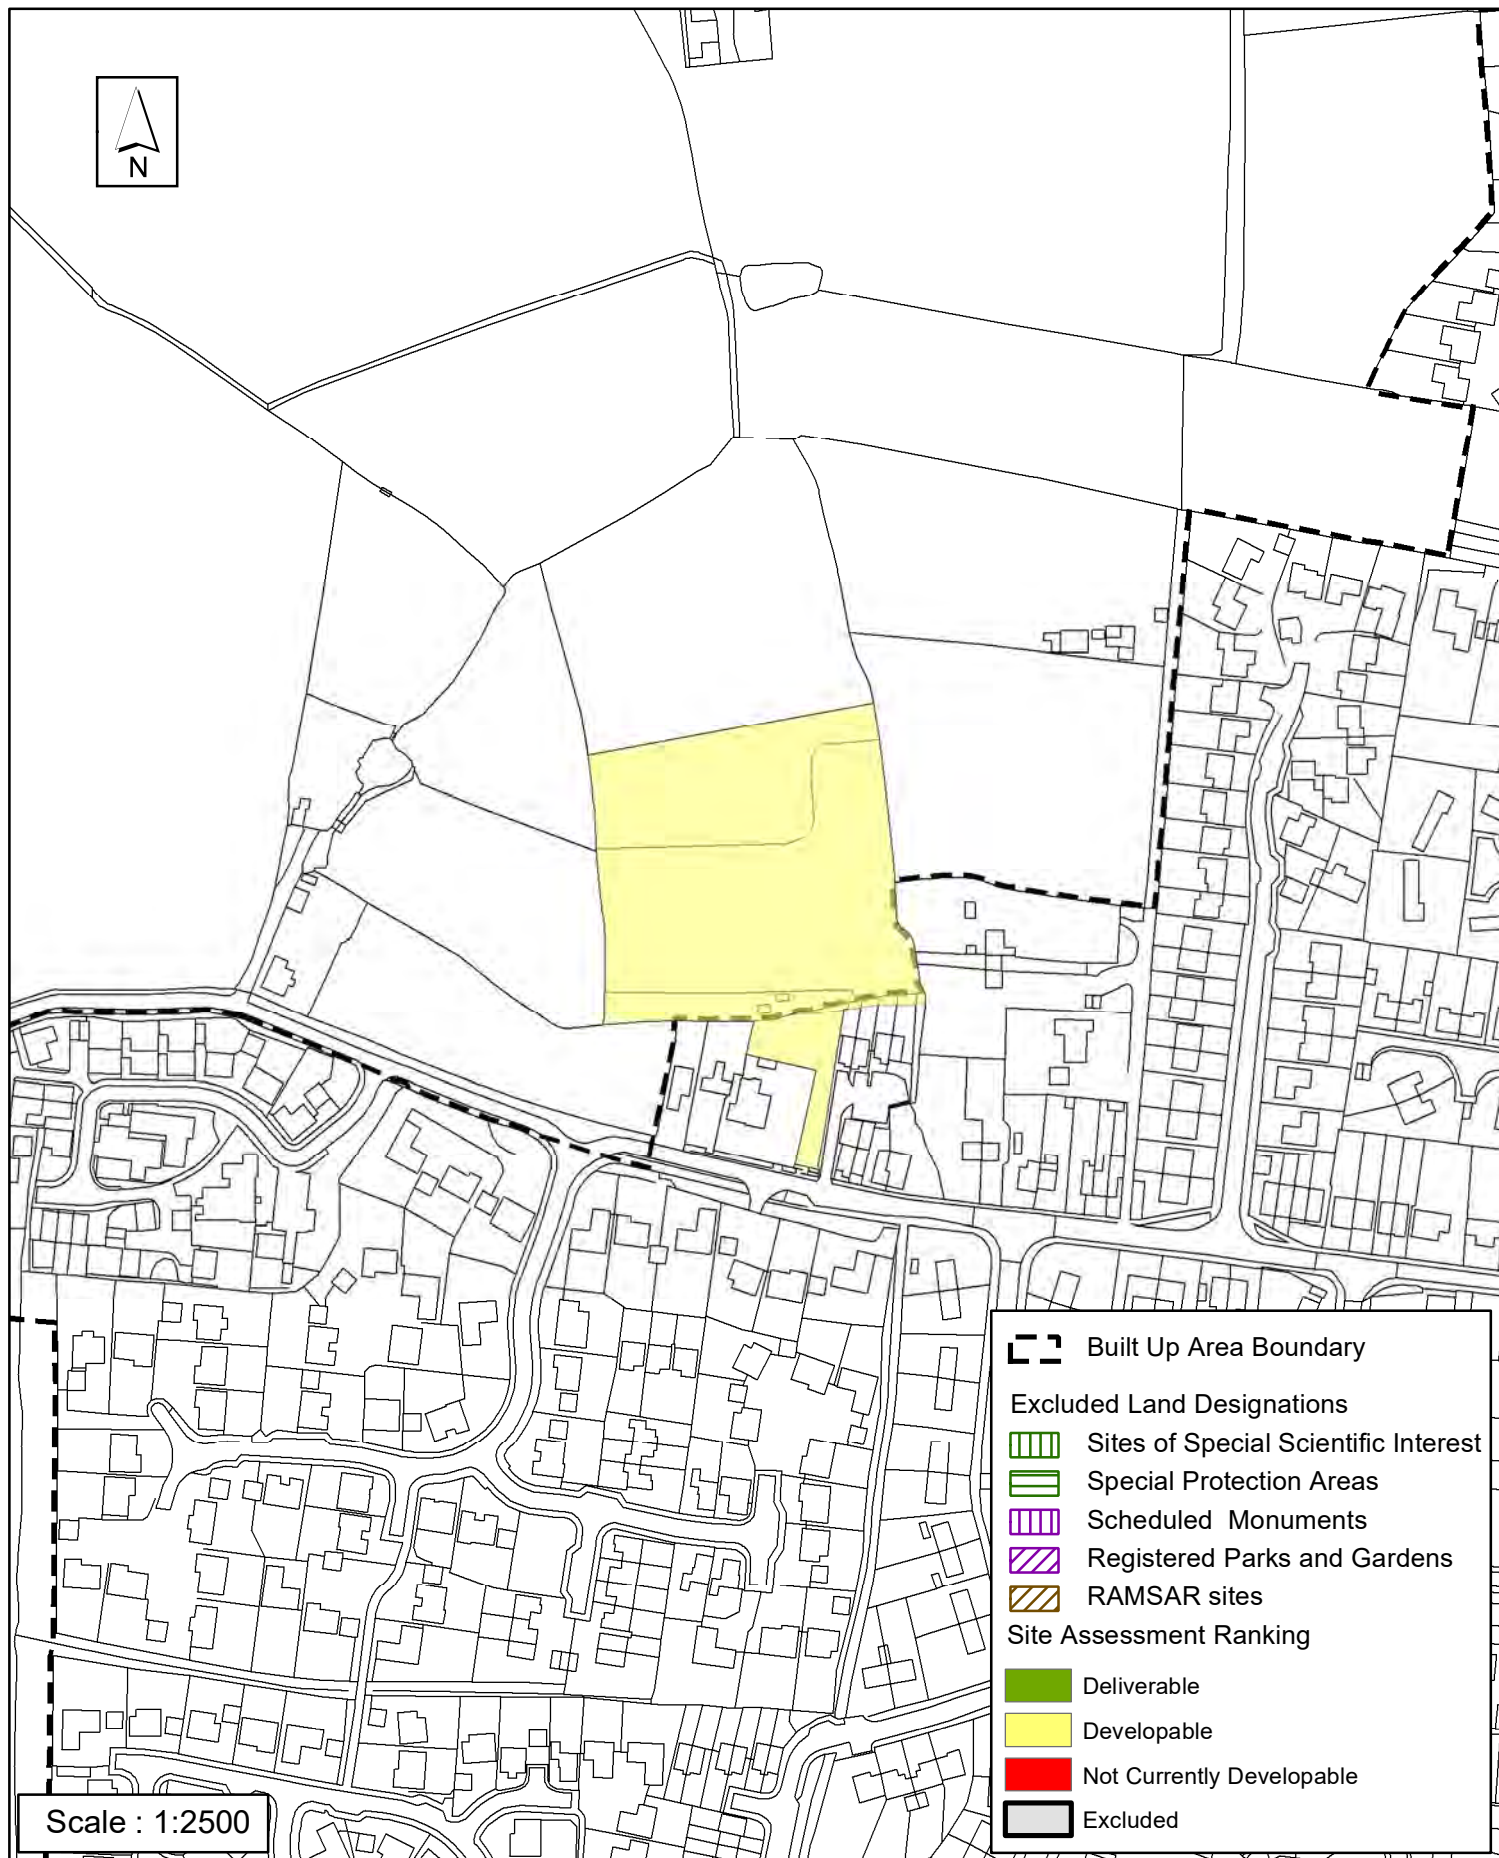 N
Built Up Area Boundary
Excluded Land Designations
Sites of Special Scientific Interest
Special Protection Areas
Scheduled Monuments
Registered Parks and Gardens
RAMSAR sites
Site Assessment Ranking
Deliverable
Developable
Not Currently Developable
Excluded
Scale : 1:2500